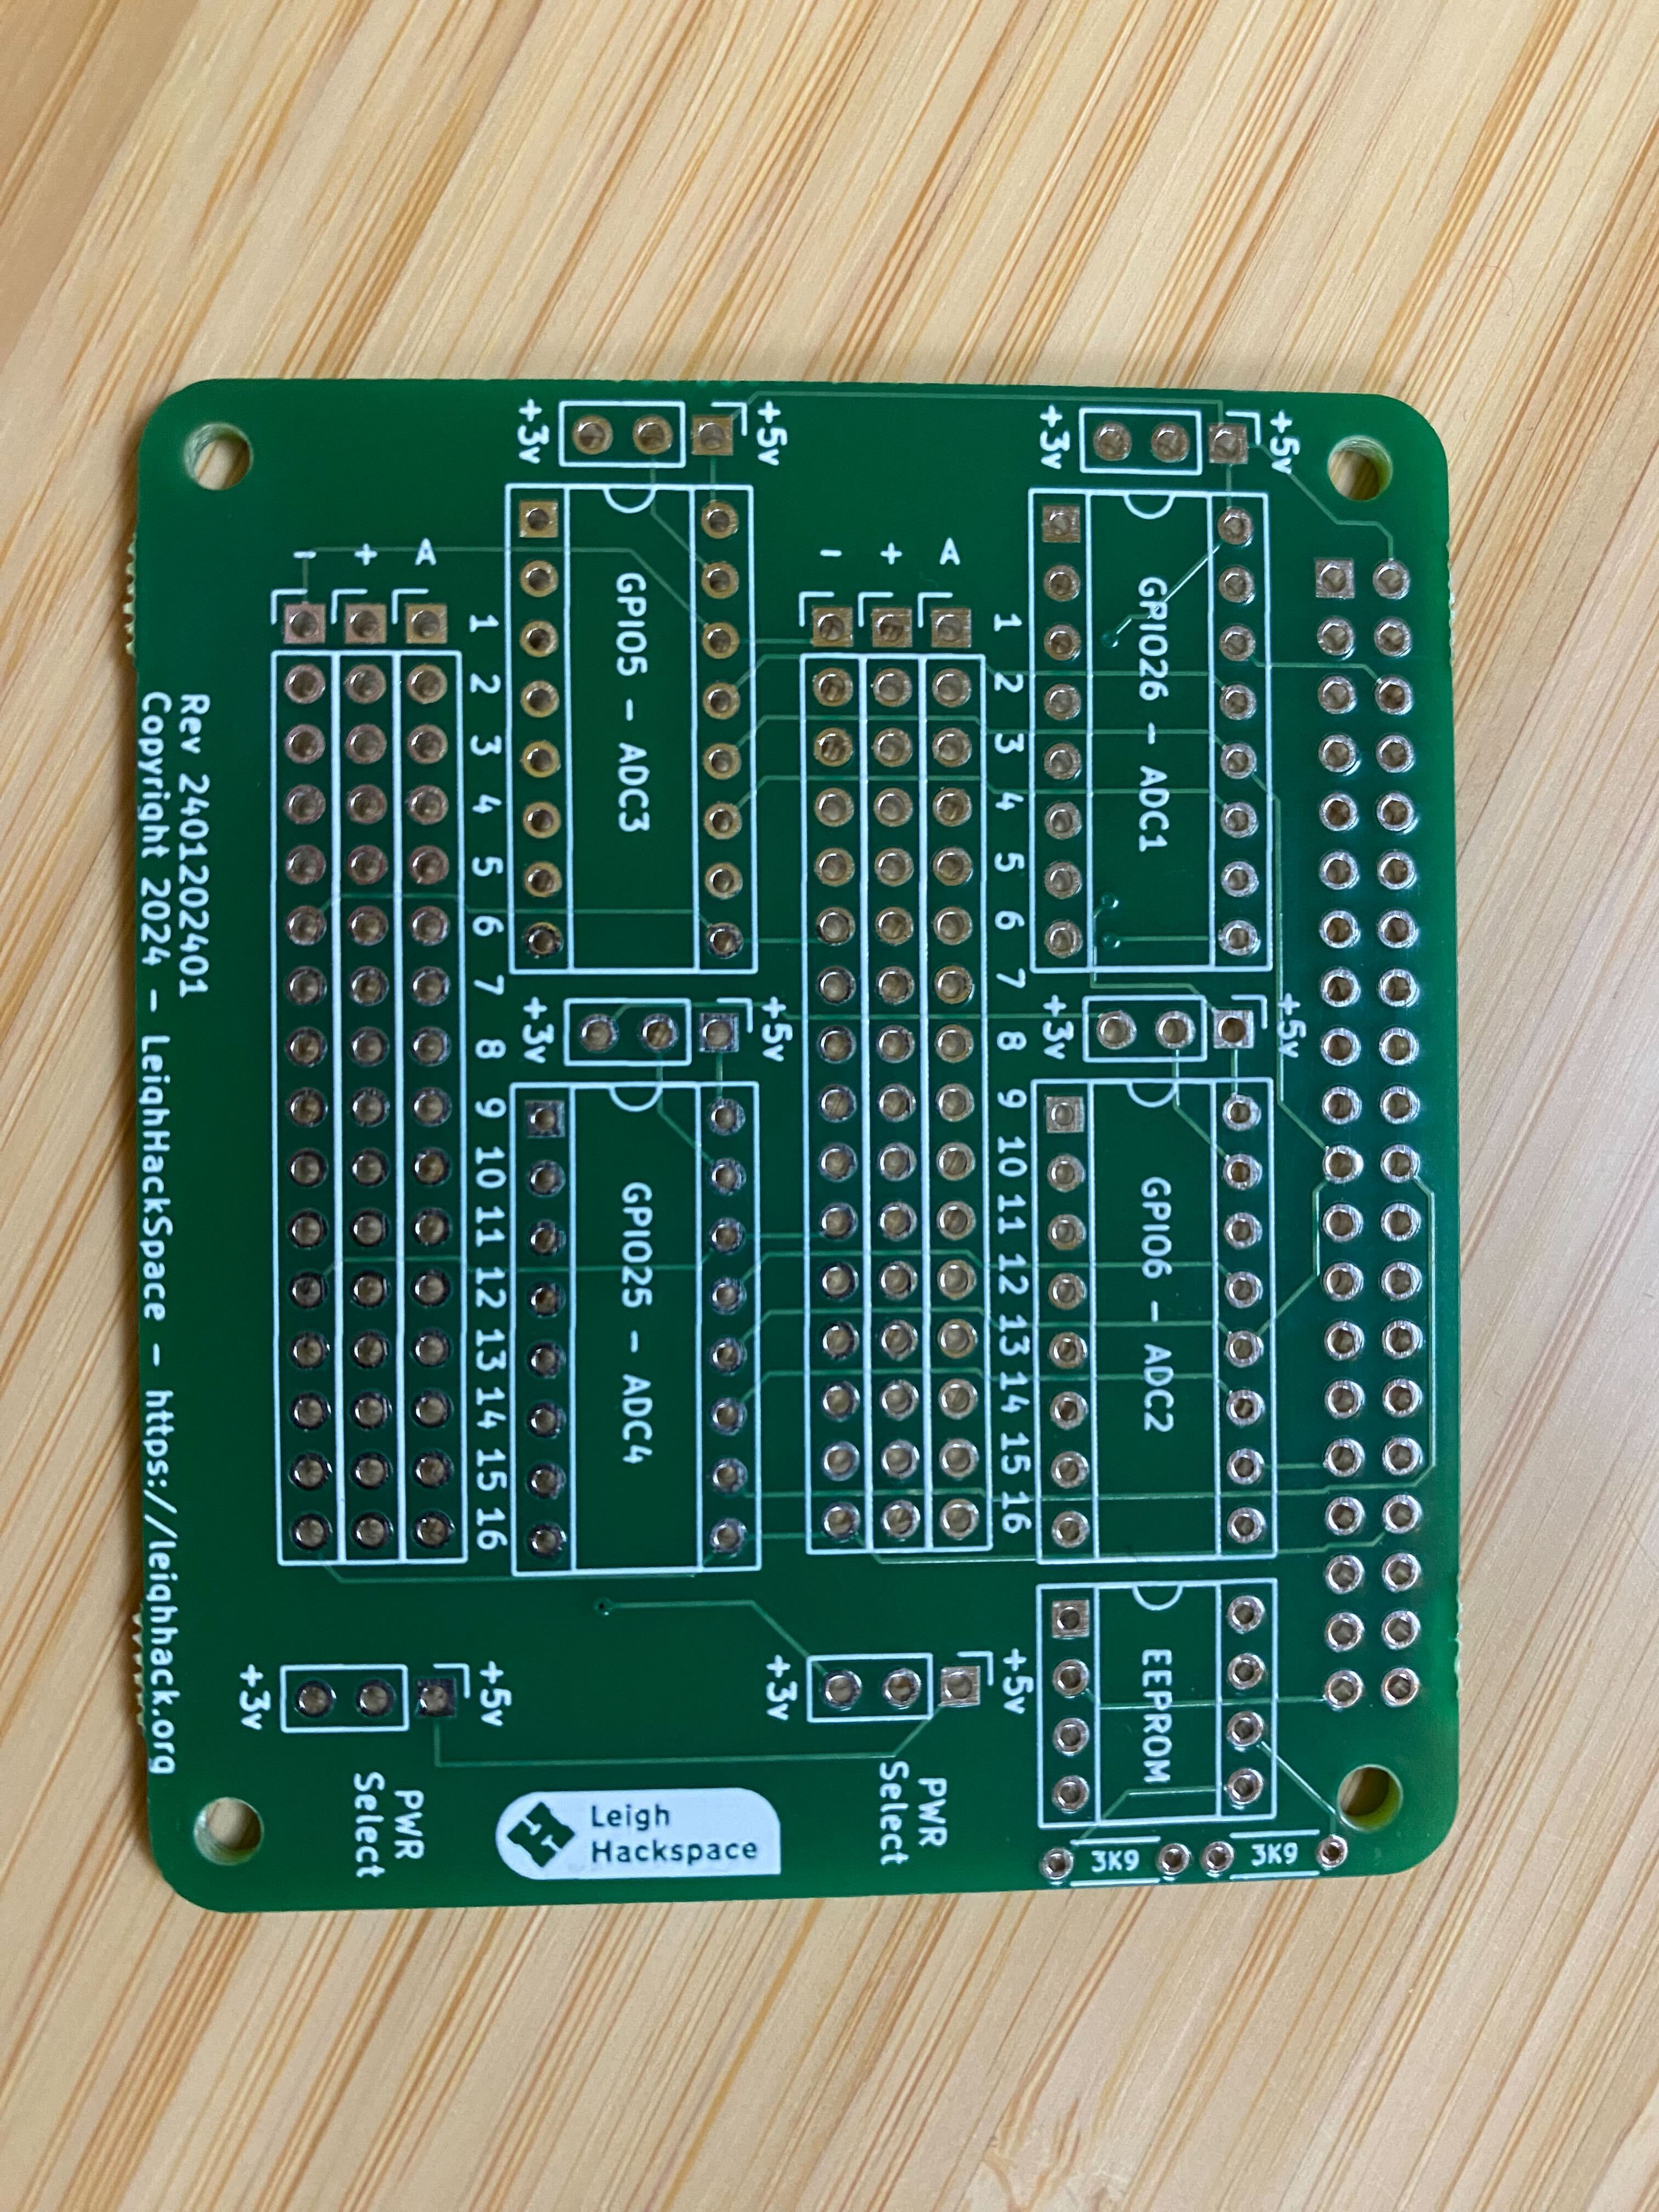 +5v
+5v
GPIO26 - ADC1
GPIO6 - ADC2
EEPROM
3K9
3K9
+3v
+3v
1 2 3 4 5 6 7 8 9 10 11 12 13 14 15 16
A
+
-
+5v
PWR
Select
+3v
+5v
+5v
GPIO5 - ADC3
GPIO25 - ADC4
Leigh
Hackspace
+3v
+3v
1 2 3 4 5 6 7 8 9 10 11 12 13 14 15 16
A
+
-
+5v
PWR
Select
+3v
Rev 2401202401
Copyright 2024 - LeighHackSpace - https://leighhack.org